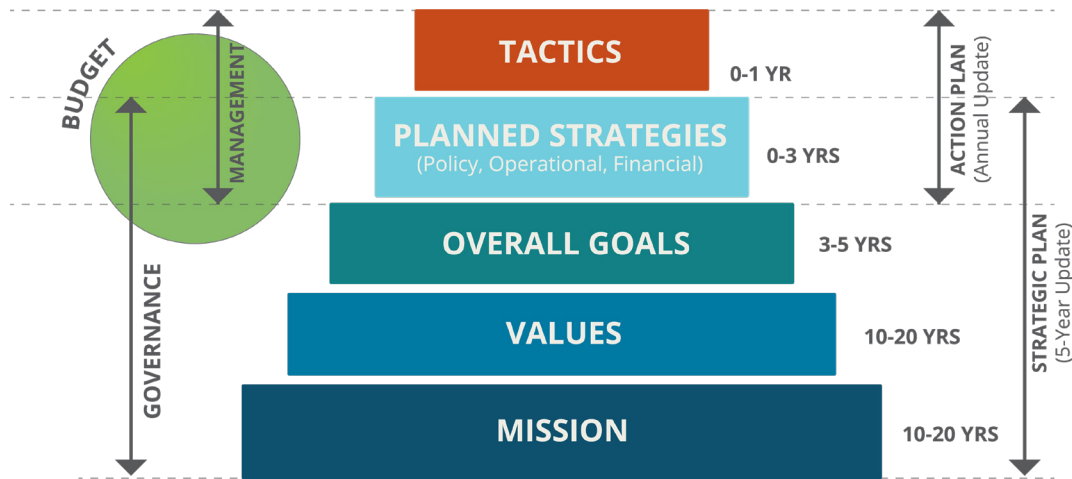 BUDGET
MANAGEMENT
GOVERNANCE
TACTICS
0-1 YR
PLANNED STRATEGIES
(Policy, Operational, Financial)
0-3 YRS
OVERALL GOALS
3-5 YRS
VALUES
10-20 YRS
MISSION
10-20 YRS
ACTION PLAN
(Annual Update)
STRATEGIC PLAN
(5-Year Update)